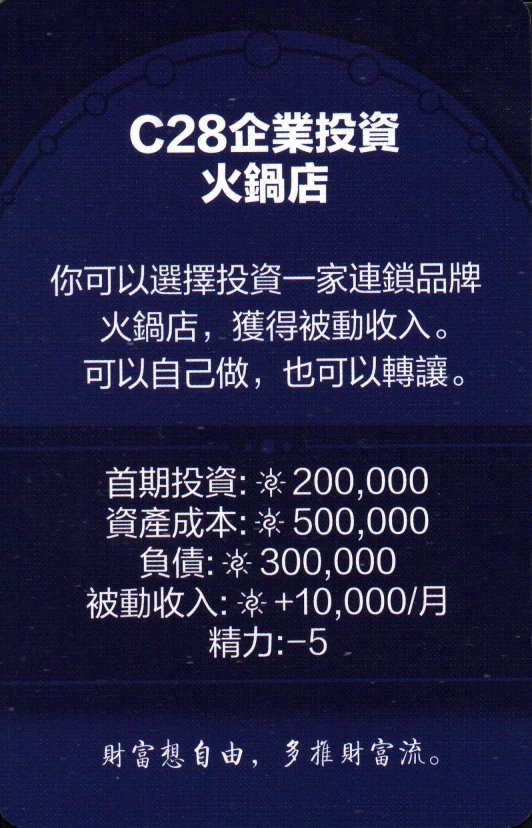 C28企業投資
火鍋店
你可以選擇投資一家連鎖品牌
火鍋店，獲得被動收入。
可以自己做，也可以轉讓。
首期投資: 200,000
資產成本: 500,000
負債: 300,000
被動收入: +10,000/月
精力:−5
財富想自由，多推財富流。